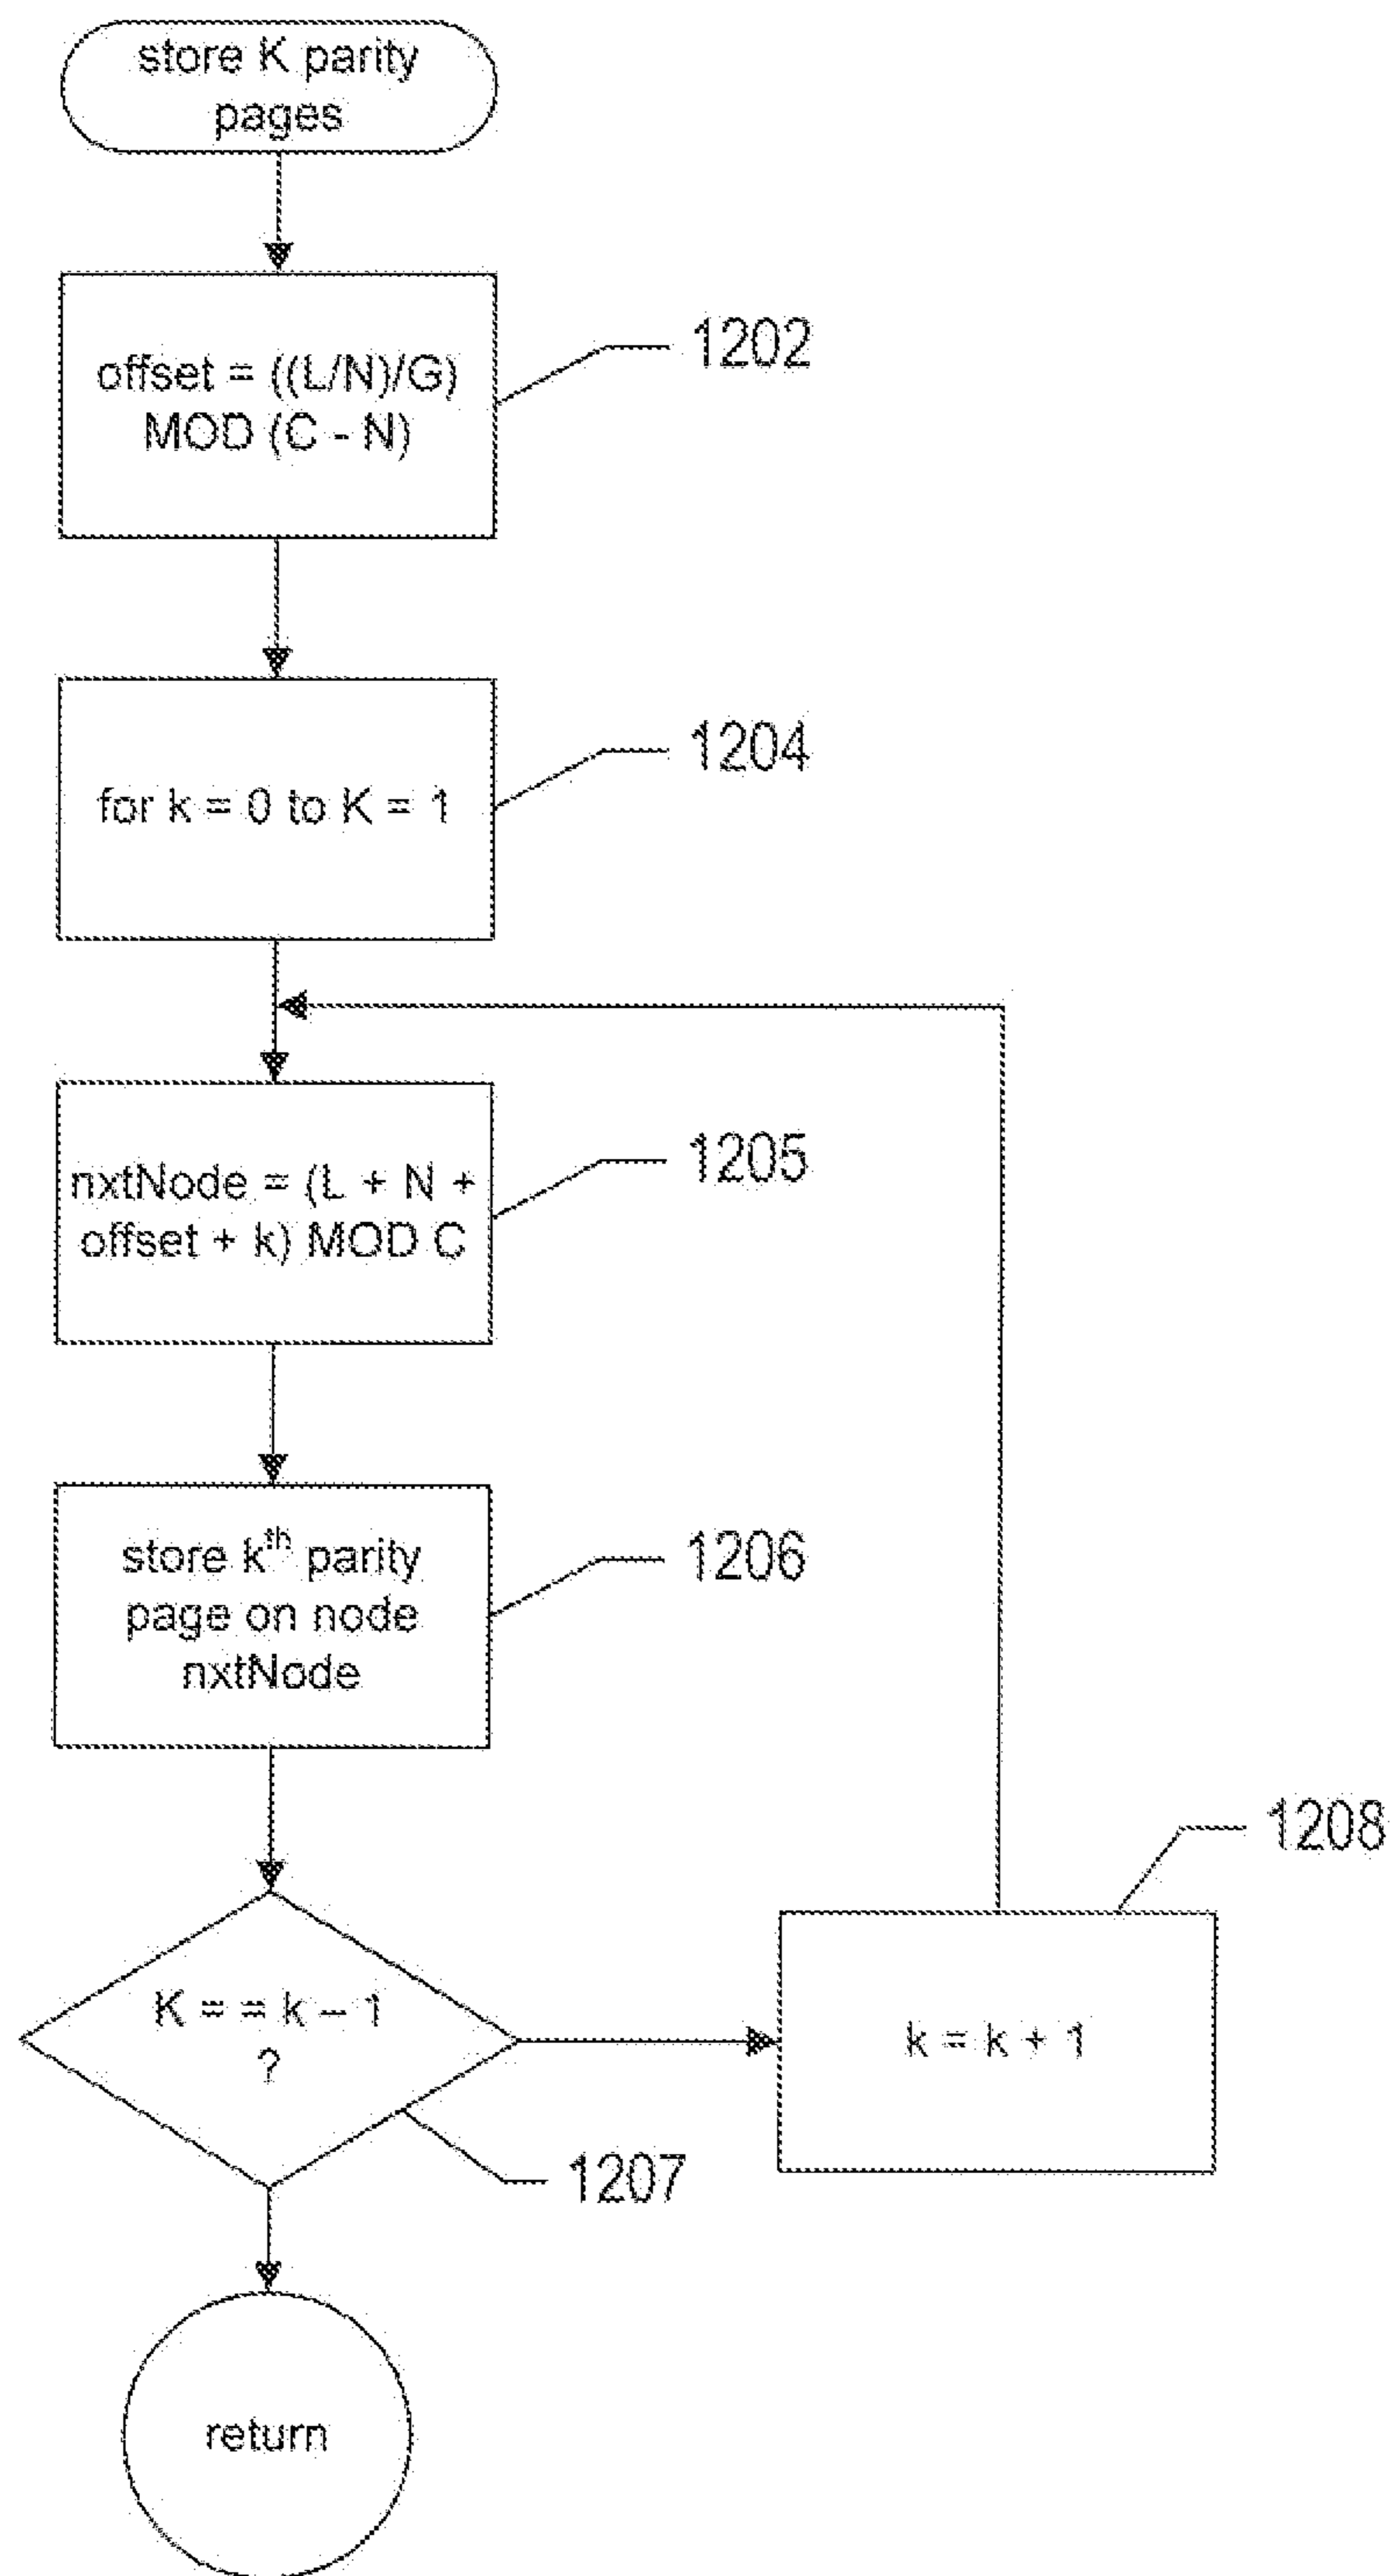 store K parity
pages
offset = ((L/N)/G)
MOD (C - N)
1202
for k = 0 to K = 1
1204
nxtNode = (L + N +
offset + k) MOD C
1205
store kth parity
page on node
nxtNode
1206
K = = k – 1
?
1207
k = k + 1
1208
return